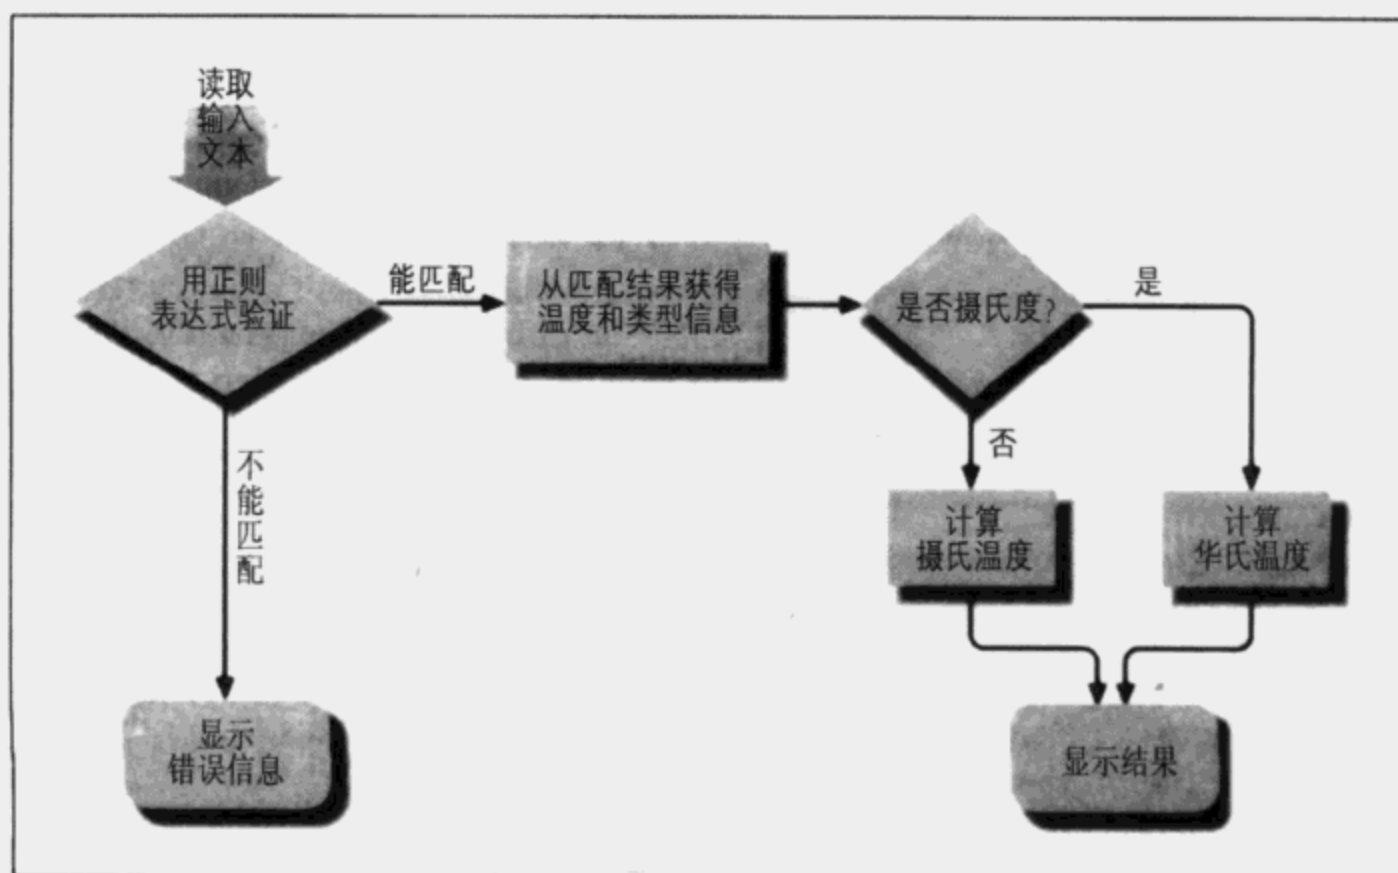 读取
输入
文本
用正则
表达式验证
能匹配
从匹配结果获得
温度和类型信息
是否摄氏度?
是
否
不
能
匹
配
计算
摄氏温度
计算
华氏温度
显示
错误信息
显示结果